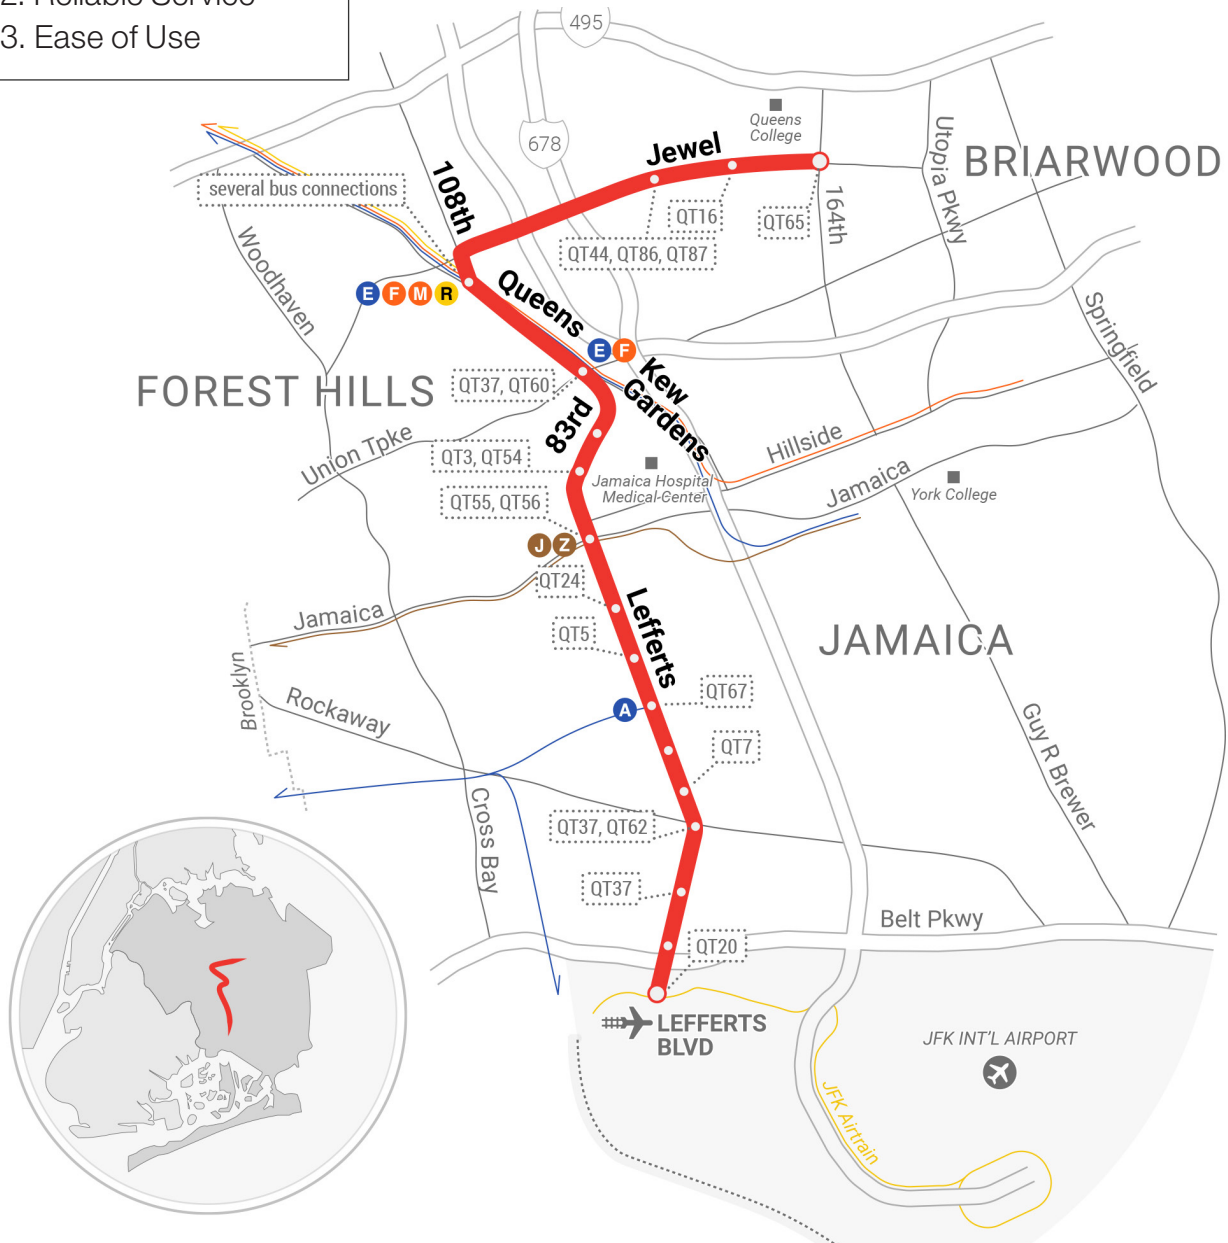 2. Reliable Service
3. Ease of Use
495
678
Queens
College
Jewel
Utopia Pkwy
BRIARWOOD
several bus connections
108th
QT16
QT65
164th
QT44, QT86, QT87
Woodhaven
E F M R
Queens
E F
Springfield
FOREST HILLS
QT37, QT60
Kew
Gardens
83rd
Union Tpke
QT3, QT54
Hillside
Jamaica Hospital
Medical Center
Jamaica
York College
QT55, QT56
J Z
QT24
Lefferts
Jamaica
QT5
JAMAICA
Brooklyn
QT67
Rockaway
A
Guy R Brewer
QT7
Cross Bay
QT37, QT62
QT37
Belt Pkwy
QT20
LEFFERTS
BLVD
JFK INT'L AIRPORT
JFK Airtrain